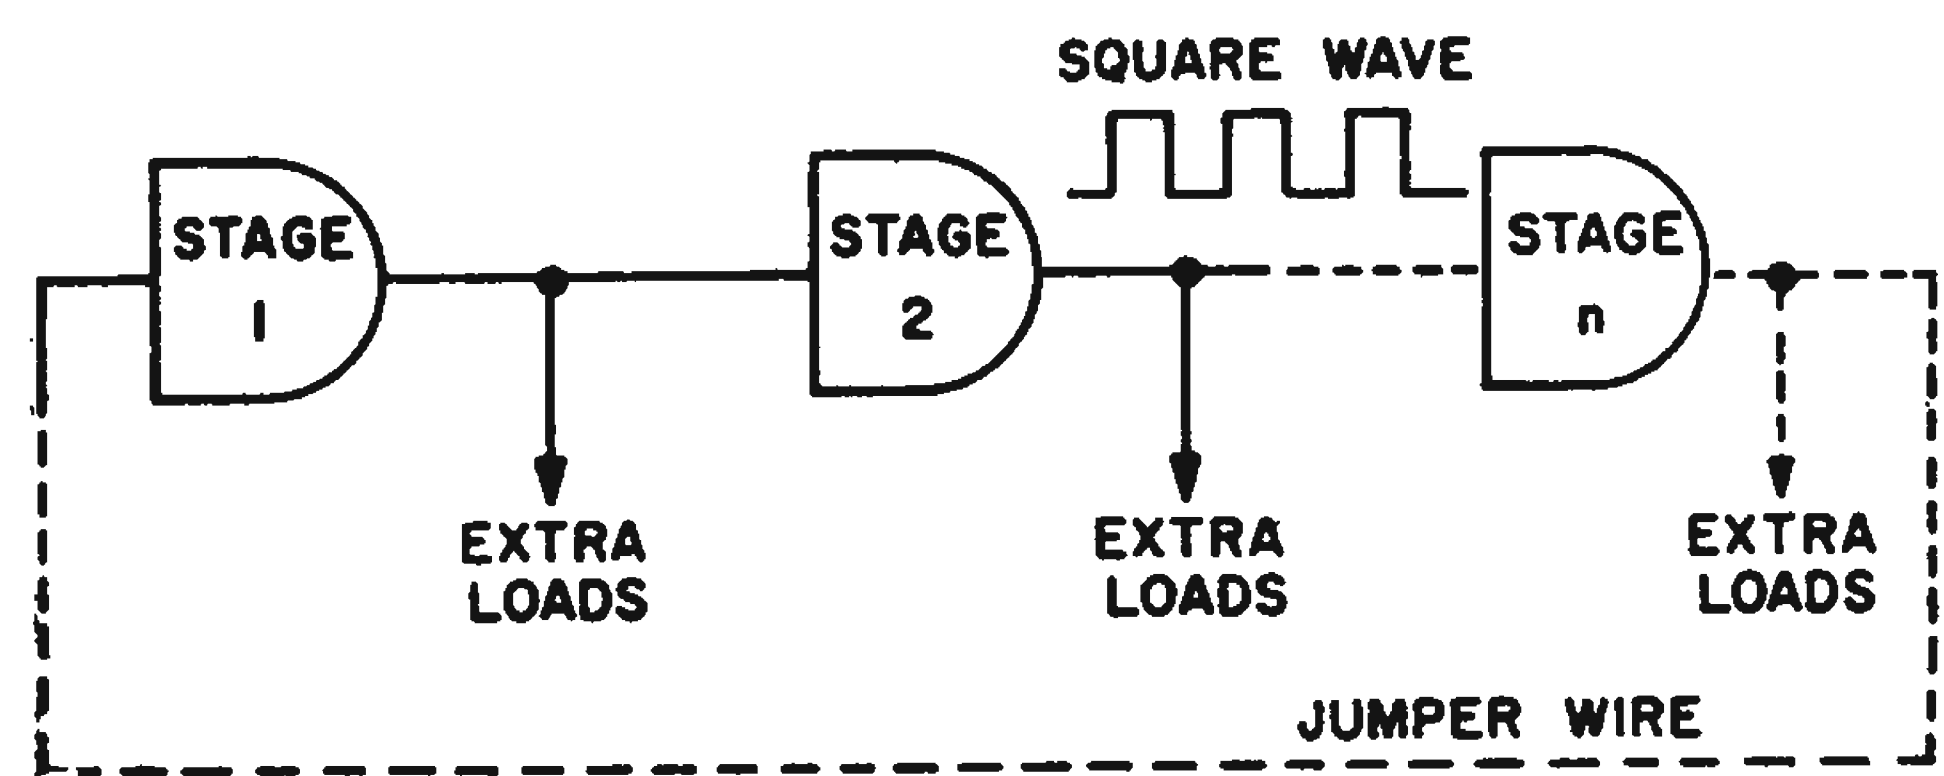 SQUARE WAVE
STAGE
1
STAGE
2
STAGE
n
EXTRA
LOADS
EXTRA
LOADS
EXTRA
LOADS
JUMPER WIRE